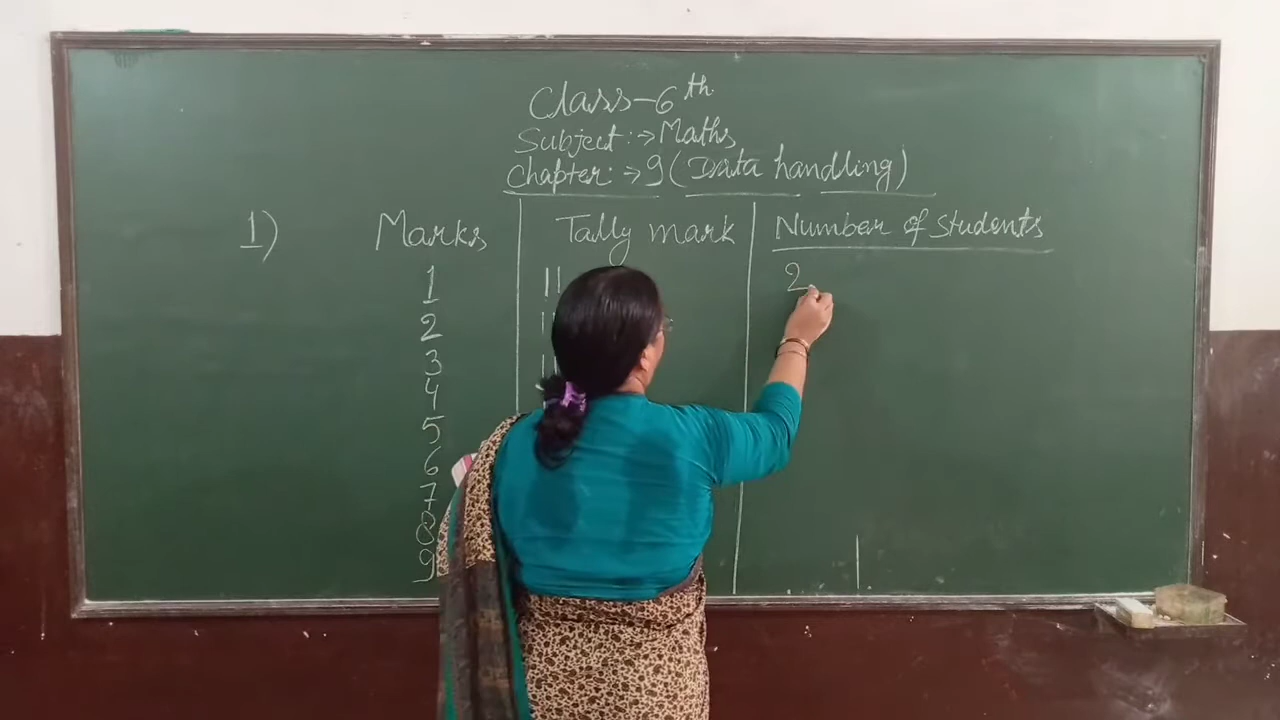 Class-6th
Subject:→Maths
Chapter:→9(Data handling)
1) Marks Tally mark Number of students
1 || 2
2
3
4
5
6
7
8
9